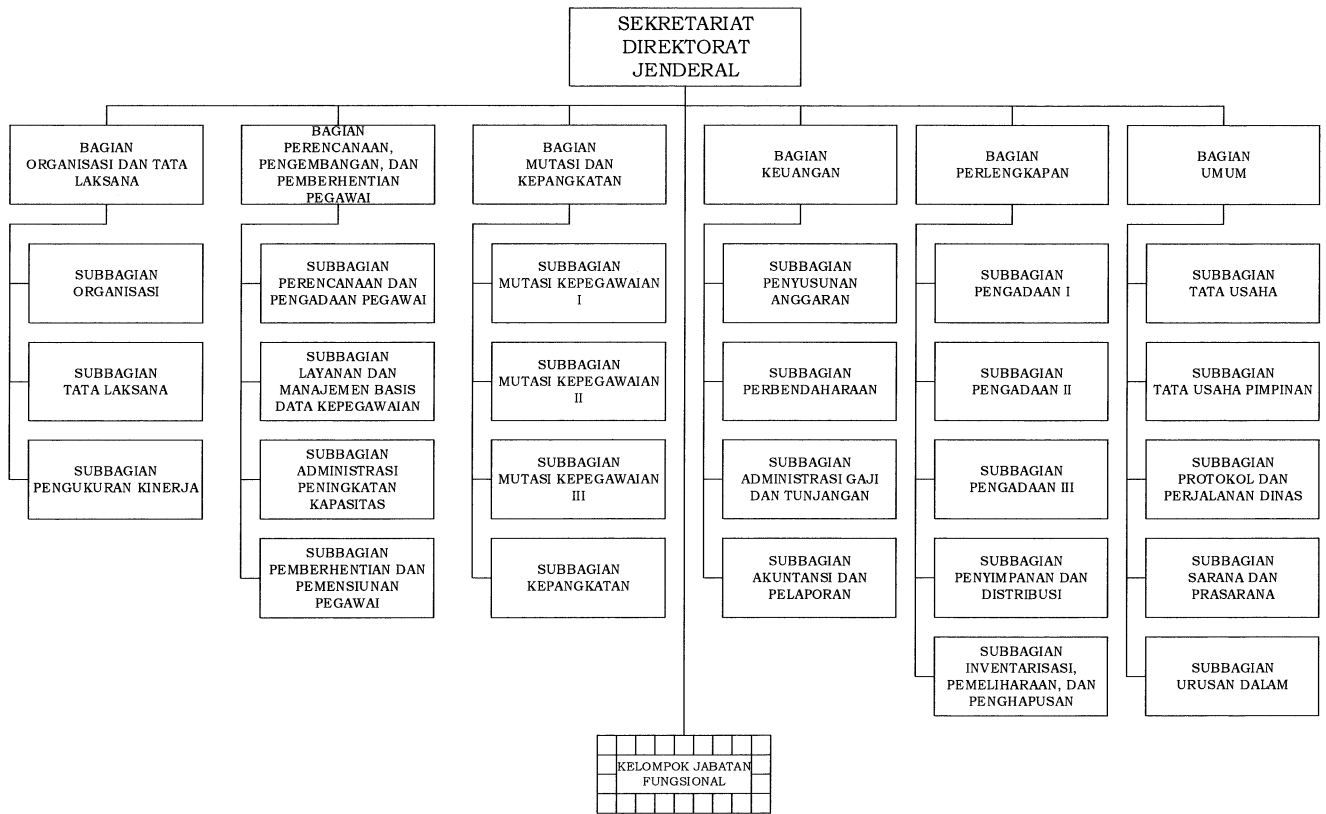 SEKRETARIAT
DIREKTORAT
JENDERAL
BAGIAN
ORGANISASI DAN TATA
LAKSANA
BAGIAN
PERENCANAAN,
PENGEMBANGAN, DAN
PEMBERHENTIAN
PEGAWAI
BAGIAN
MUTASI DAN
KEPANGKATAN
BAGIAN
KEUANGAN
BAGIAN
PERLENGKAPAN
BAGIAN
UMUM
SUBBAGIAN
ORGANISASI
SUBBAGIAN
PERENCANAAN DAN
PENGADAAN PEGAWAI
SUBBAGIAN
MUTASI KEPEGAWAIAN
I
SUBBAGIAN
PENYUSUNAN
ANGGARAN
SUBBAGIAN
PENGADAAN I
SUBBAGIAN
TATA USAHA
SUBBAGIAN
TATA LAKSANA
SUBBAGIAN
LAYANAN DAN
MANAJEMEN BASIS
DATA KEPEGAWAIAN
SUBBAGIAN
MUTASI KEPEGAWAIAN
II
SUBBAGIAN
PERBENDAHARAAN
SUBBAGIAN
PENGADAAN II
SUBBAGIAN
TATA USAHA PIMPINAN
SUBBAGIAN
PENGUKURAN KINERJA
SUBBAGIAN
ADMINISTRASI
PENINGKATAN
KAPASITAS
SUBBAGIAN
MUTASI KEPEGAWAIAN
III
SUBBAGIAN
ADMINISTRASI GAJI
DAN TUNJANGAN
SUBBAGIAN
PENGADAAN III
SUBBAGIAN
PROTOKOL DAN
PERJALANAN DINAS
SUBBAGIAN
PEMBERHENTIAN DAN
PEMENSIUNAN
PEGAWAI
SUBBAGIAN
KEPANGKATAN
SUBBAGIAN
AKUNTANSI DAN
PELAPORAN
SUBBAGIAN
PENYIMPANAN DAN
DISTRIBUSI
SUBBAGIAN
SARANA DAN
PRASARANA
SUBBAGIAN
INVENTARISASI,
PEMELIHARAAN, DAN
PENGHAPUSAN
SUBBAGIAN
URUSAN DALAM
KELOMPOK JABATAN
FUNGSIONAL